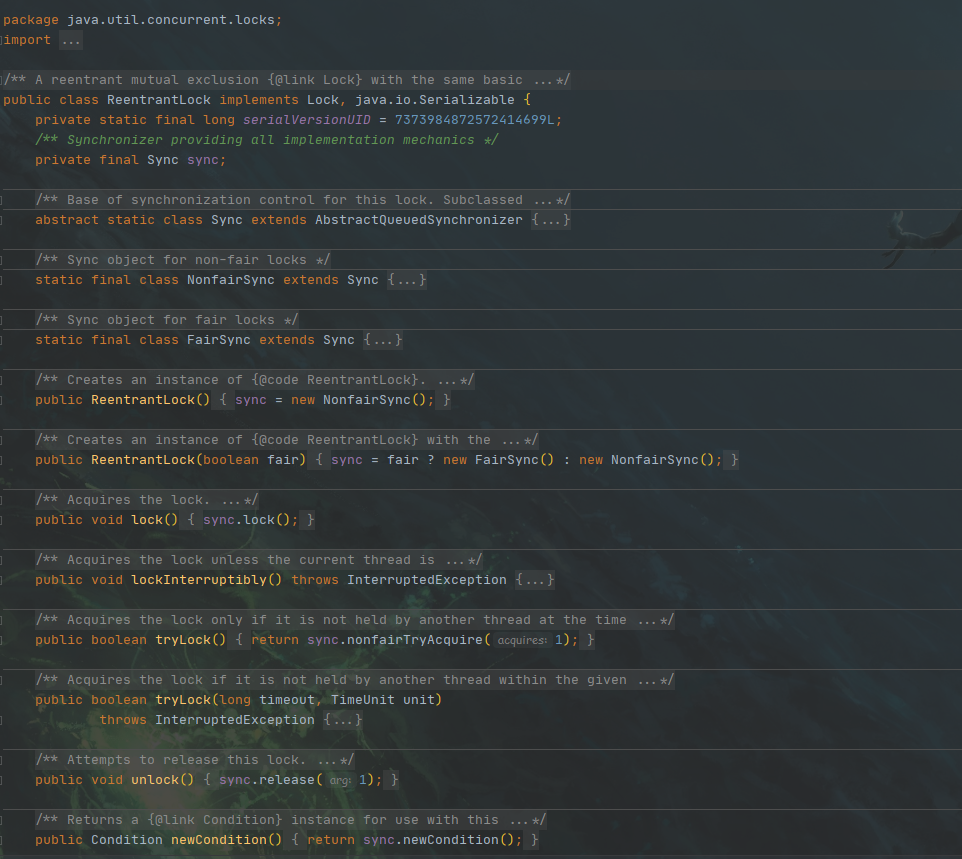 package java.util.concurrent.locks;
import ...
/** A reentrant mutual exclusion {@link Lock} with the same basic ...*/
public class ReentrantLock implements Lock, java.io.Serializable {
    private static final long serialVersionUID = 7373984872572414699L;
    /** Synchronizer providing all implementation mechanics */
    private final Sync sync;
    /** Base of synchronization control for this lock. Subclassed ...*/
    abstract static class Sync extends AbstractQueuedSynchronizer {...}
    /** Sync object for non-fair locks */
    static final class NonfairSync extends Sync {...}
    /** Sync object for fair locks */
    static final class FairSync extends Sync {...}
    /** Creates an instance of {@code ReentrantLock}. ...*/
    public ReentrantLock() { sync = new NonfairSync(); }
    /** Creates an instance of {@code ReentrantLock} with the ...*/
    public ReentrantLock(boolean fair) { sync = fair ? new FairSync() : new NonfairSync(); }
    /** Acquires the lock. ...*/
    public void lock() { sync.lock(); }
    /** Acquires the lock unless the current thread is ...*/
    public void lockInterruptibly() throws InterruptedException {...}
    /** Acquires the lock only if it is not held by another thread at the time ...*/
    public boolean tryLock() { return sync.nonfairTryAcquire( acquires: 1); }
    /** Acquires the lock if it is not held by another thread within the given ...*/
    public boolean tryLock(long timeout, TimeUnit unit)
            throws InterruptedException {...}
    /** Attempts to release this lock. ...*/
    public void unlock() { sync.release( arg: 1); }
    /** Returns a {@link Condition} instance for use with this ...*/
    public Condition newCondition() { return sync.newCondition(); }